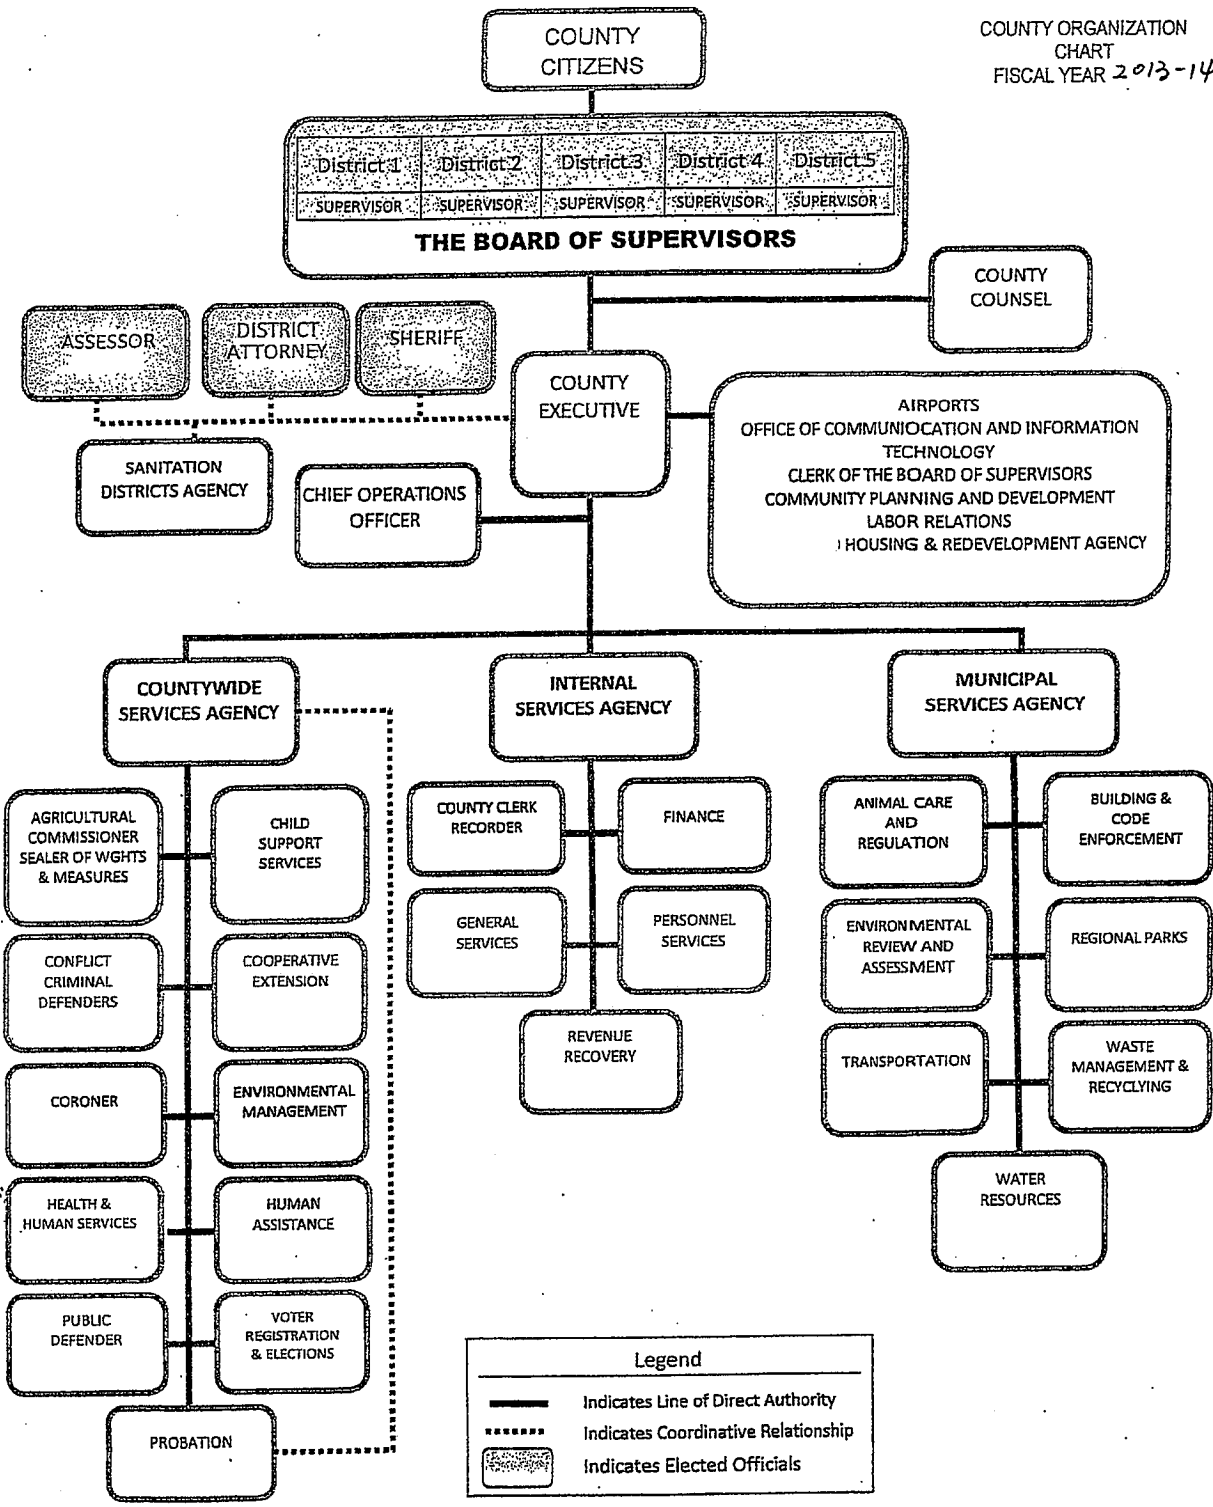 COUNTY ORGANIZATION
CHART
FISCAL YEAR 2013-14
COUNTY
CITIZENS
District 1 District 2 District 3 District 4 District 5
SUPERVISOR SUPERVISOR SUPERVISOR SUPERVISOR SUPERVISOR
THE BOARD OF SUPERVISORS
COUNTY
COUNSEL
ASSESSOR
DISTRICT
ATTORNEY
SHERIFF
COUNTY
EXECUTIVE
AIRPORTS
OFFICE OF COMMUNIOCATION AND INFORMATION
TECHNOLOGY
CLERK OF THE BOARD OF SUPERVISORS
COMMUNITY PLANNING AND DEVELOPMENT
LABOR RELATIONS
HOUSING & REDEVELOPMENT AGENCY
SANITATION
DISTRICTS AGENCY
CHIEF OPERATIONS
OFFICER
COUNTYWIDE
SERVICES AGENCY
INTERNAL
SERVICES AGENCY
MUNICIPAL
SERVICES AGENCY
AGRICULTURAL
COMMISSIONER
SEALER OF WGHTS
& MEASURES
CHILD
SUPPORT
SERVICES
CONFLICT
CRIMINAL
DEFENDERS
COOPERATIVE
EXTENSION
CORONER
ENVIRONMENTAL
MANAGEMENT
HEALTH &
HUMAN SERVICES
HUMAN
ASSISTANCE
PUBLIC
DEFENDER
VOTER
REGISTRATION
& ELECTIONS
PROBATION
COUNTY CLERK
RECORDER
FINANCE
GENERAL
SERVICES
PERSONNEL
SERVICES
REVENUE
RECOVERY
ANIMAL CARE
AND
REGULATION
BUILDING &
CODE
ENFORCEMENT
ENVIRONMENTAL
REVIEW AND
ASSESSMENT
REGIONAL PARKS
TRANSPORTATION
WASTE
MANAGEMENT &
RECYCLYING
WATER
RESOURCES
Legend
Indicates Line of Direct Authority
Indicates Coordinative Relationship
Indicates Elected Officials